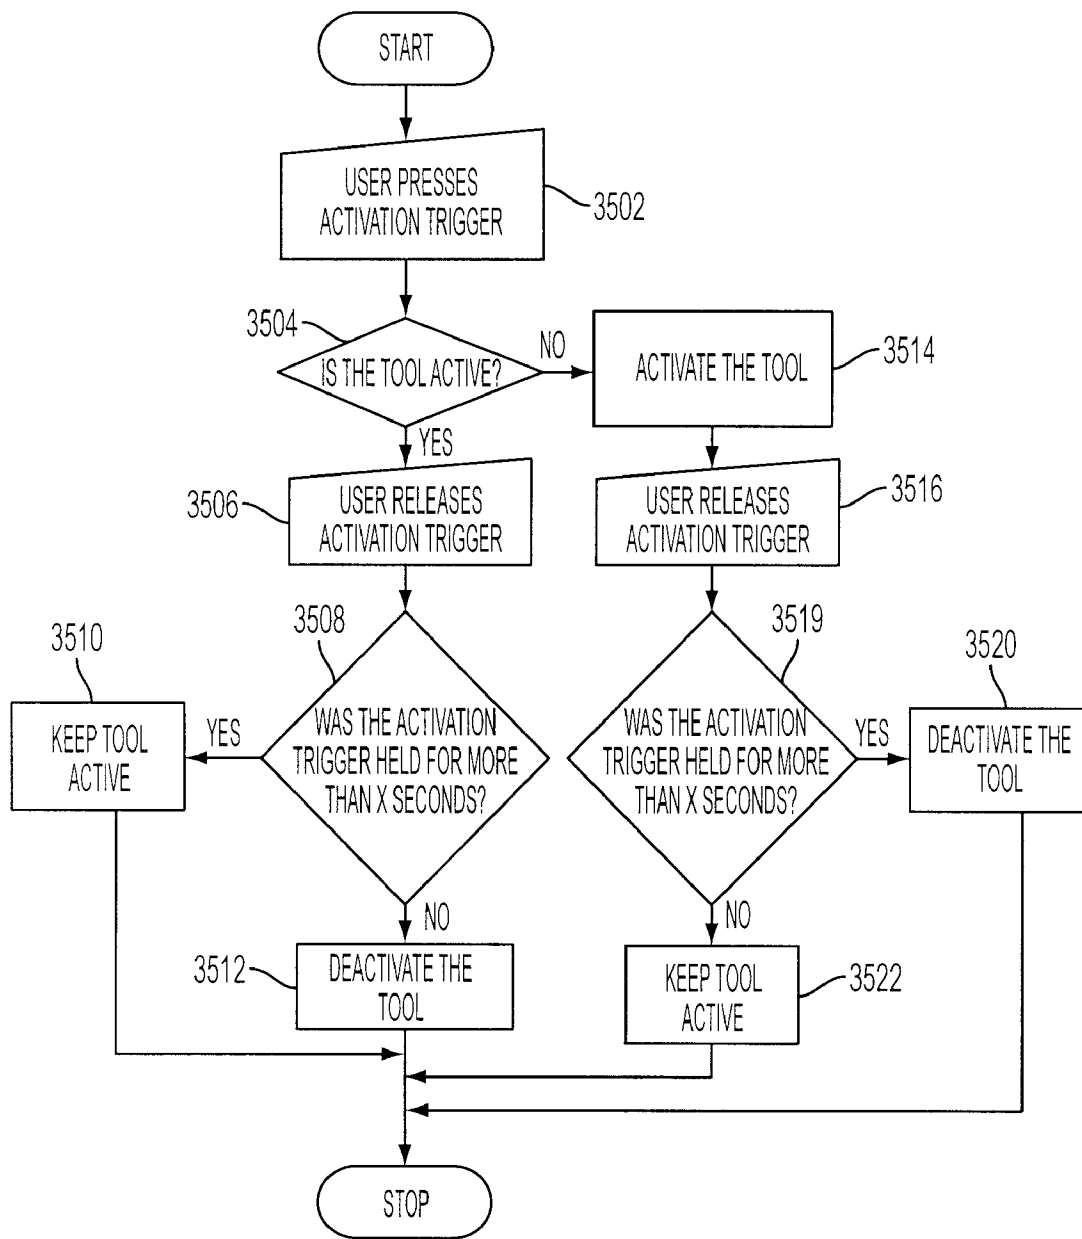 START
USER PRESSES
ACTIVATION TRIGGER
3502
3504
IS THE TOOL ACTIVE?
NO
ACTIVATE THE TOOL
3514
YES
3506
USER RELEASES
ACTIVATION TRIGGER
USER RELEASES
ACTIVATION TRIGGER
3516
3510
KEEP TOOL
ACTIVE
YES
3508
WAS THE ACTIVATION
TRIGGER HELD FOR MORE
THAN X SECONDS?
3519
WAS THE ACTIVATION
TRIGGER HELD FOR MORE
THAN X SECONDS?
YES
3520
DEACTIVATE THE
TOOL
NO
3512
DEACTIVATE THE
TOOL
NO
KEEP TOOL
ACTIVE
3522
STOP